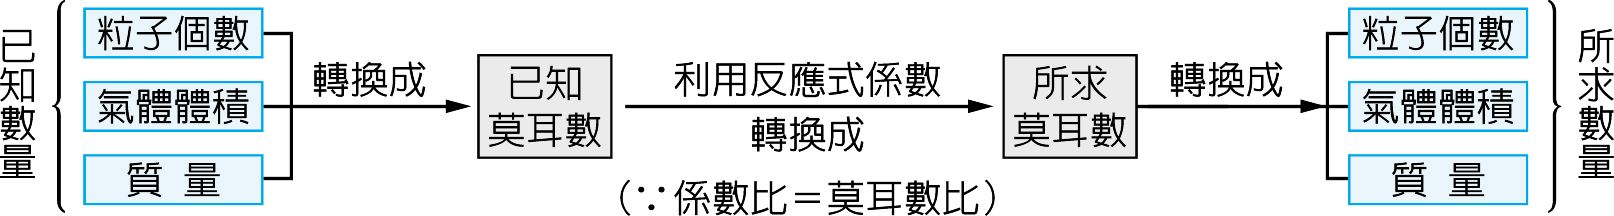 已知數量
粒子個數
氣體體積
質量
轉換成
已知
莫耳數
利用反應式係數
轉換成
（∵係數比＝莫耳數比）
所求
莫耳數
轉換成
粒子個數
氣體體積
質量
所求數量